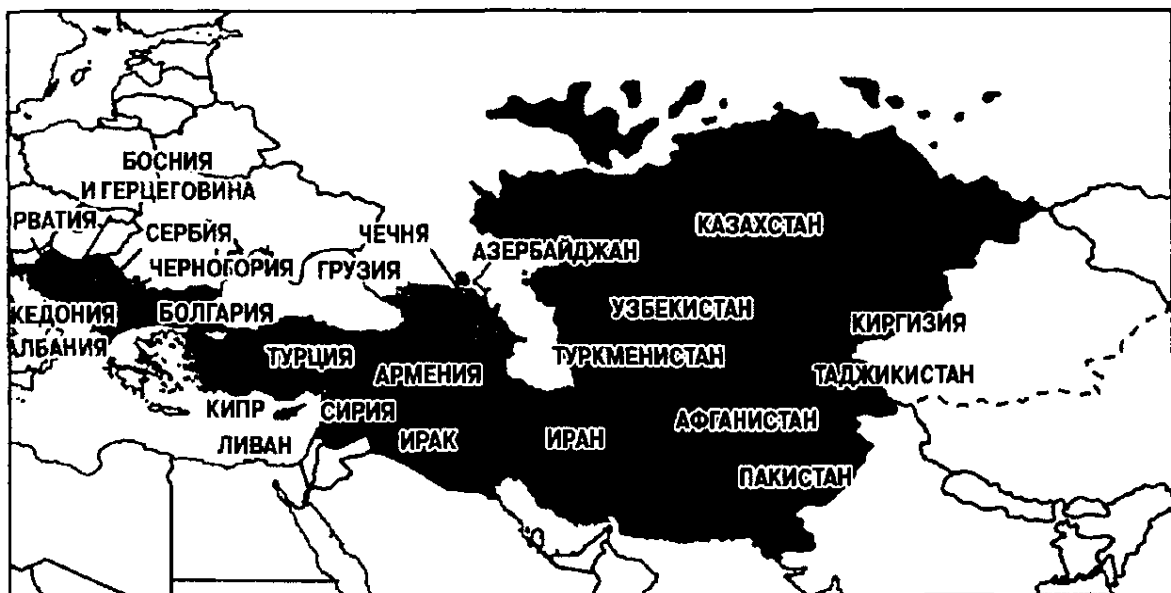 БОСНИЯ
И ГЕРЦЕГОВИНА
РВАТИЯ
СЕРБИЯ
ЧЕЧНЯ
КАЗАХСТАН
АЗЕРБАЙДЖАН
ЧЕРНОГОРИЯ
ГРУЗИЯ
УЗБЕКИСТАН
КЕДОНИЯ
БОЛГАРИЯ
КИРГИЗИЯ
АЛБАНИЯ
ТУРЦИЯ
ТУРКМЕНИСТАН
АРМЕНИЯ
ТАДЖИКИСТАН
КИПР
СИРИЯ
АФГАНИСТАН
ЛИВАН
ИРАК
ИРАН
ПАКИСТАН